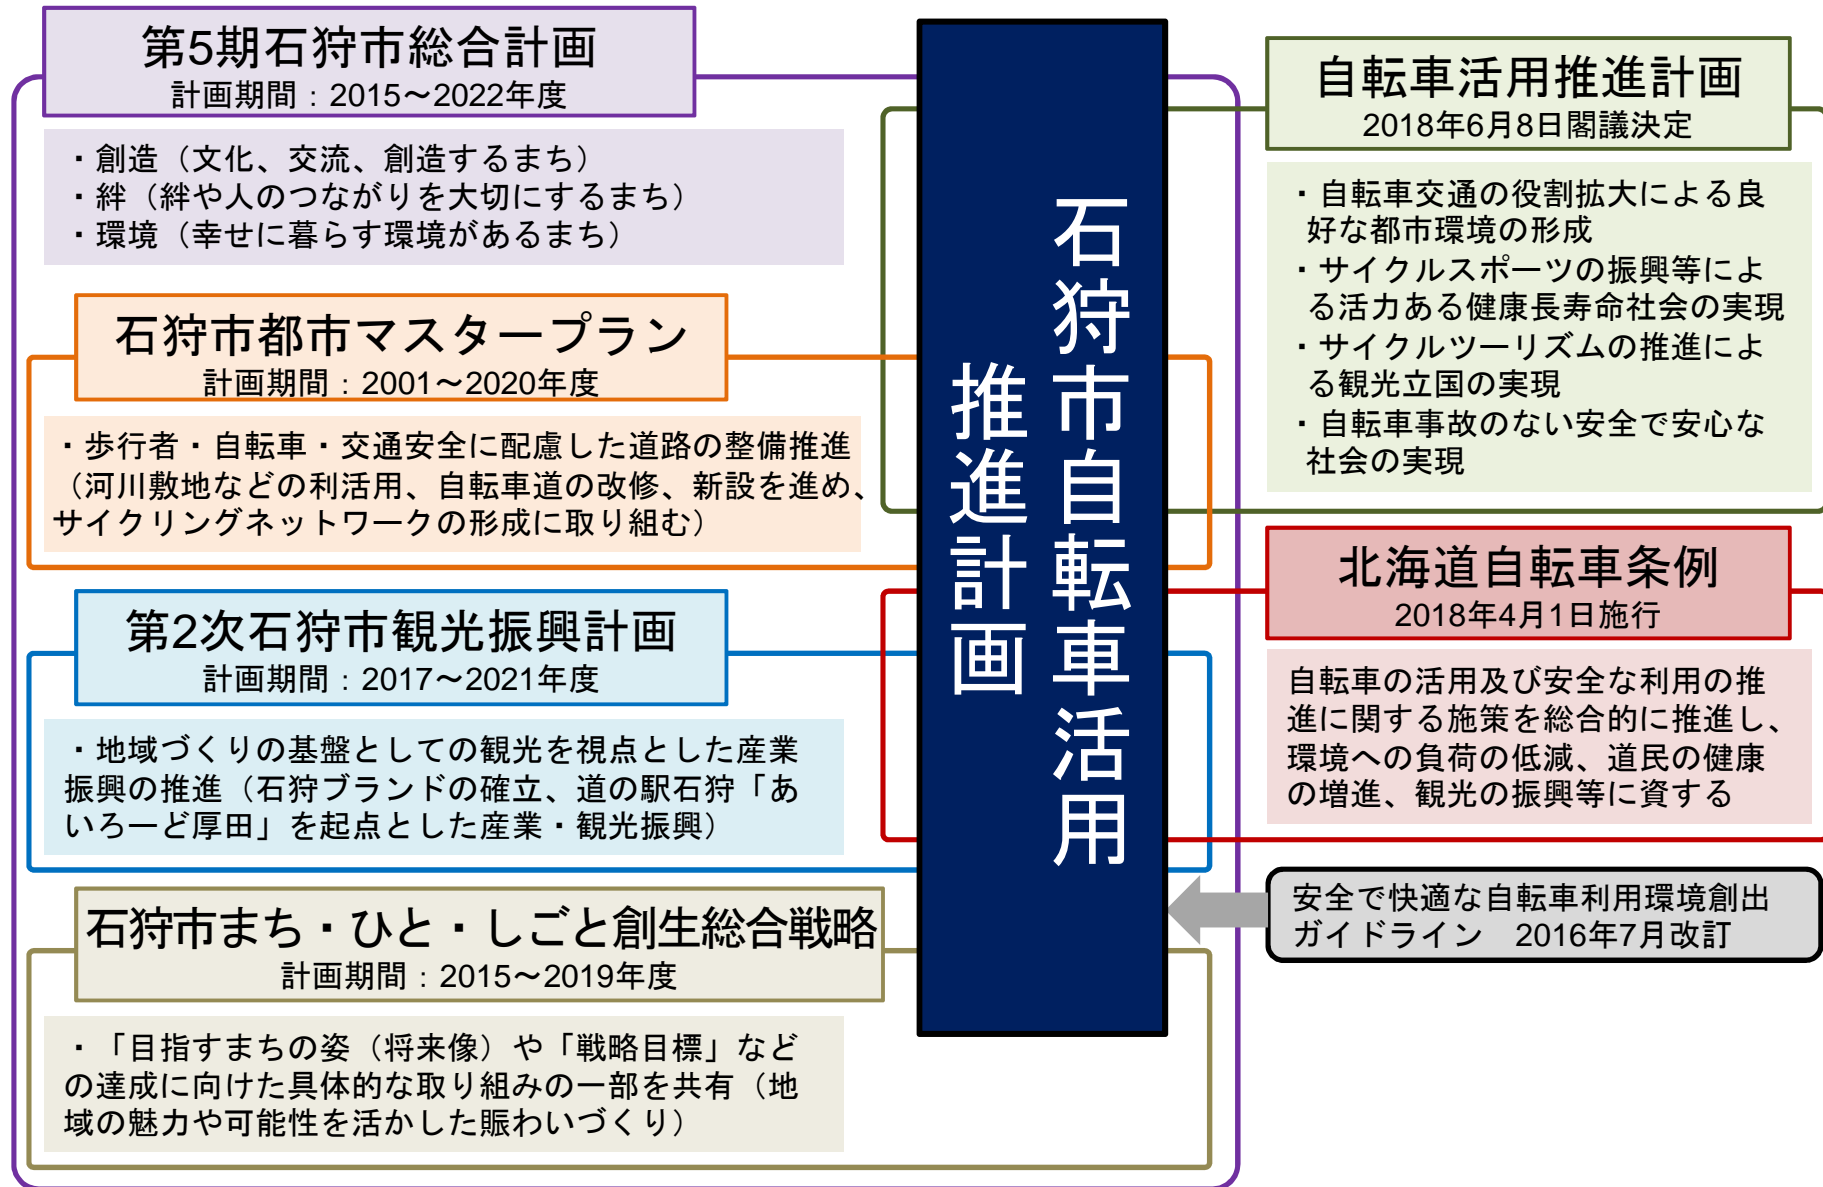 第5期石狩市総合計画
計画期間：2015～2022年度
・創造（文化、交流、創造するまち）
・絆（絆や人のつながりを大切にするまち）
・環境（幸せに暮らす環境があるまち）
石狩市都市マスタープラン
計画期間：2001～2020年度
・歩行者・自転車・交通安全に配慮した道路の整備推進
（河川敷地などの利活用、自転車道の改修、新設を進め、
サイクリングネットワークの形成に取り組む）
第2次石狩市観光振興計画
計画期間：2017～2021年度
・地域づくりの基盤としての観光を視点とした産業
振興の推進（石狩ブランドの確立、道の駅石狩「あ
いろーど厚田」を起点とした産業・観光振興）
石狩市まち・ひと・しごと創生総合戦略
計画期間：2015～2019年度
・「目指すまちの姿（将来像）や「戦略目標」など
の達成に向けた具体的な取り組みの一部を共有（地
域の魅力や可能性を活かした賑わいづくり）
石狩市自転車活用
推進計画
自転車活用推進計画
2018年6月8日閣議決定
・自転車交通の役割拡大による良
好な都市環境の形成
・サイクルスポーツの振興等によ
る活力ある健康長寿命社会の実現
・サイクルツーリズムの推進によ
る観光立国の実現
・自転車事故のない安全で安心な
社会の実現
北海道自転車条例
2018年4月1日施行
自転車の活用及び安全な利用の推
進に関する施策を総合的に推進し、
環境への負荷の低減、道民の健康
の増進、観光の振興等に資する
安全で快適な自転車利用環境創出
ガイドライン　2016年7月改訂